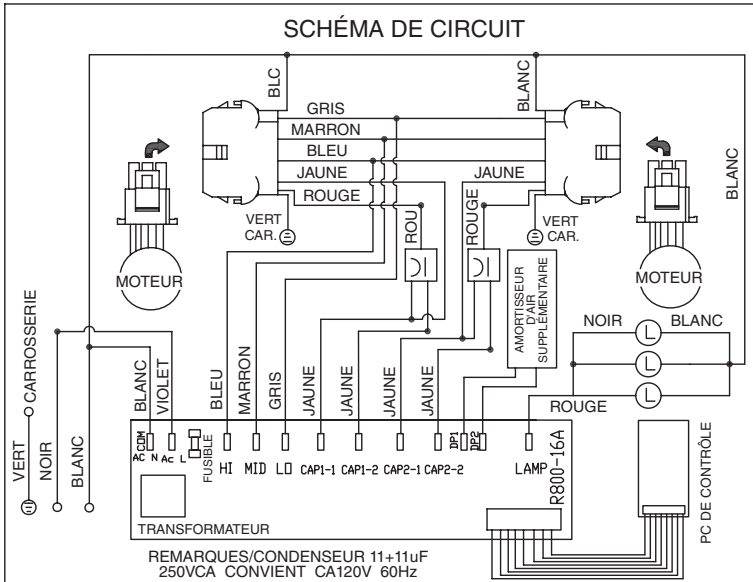 SCHÉMA DE CIRCUIT
BLC
BLANC
GRIS
MARRON
BLEU
JAUNE
ROUGE
JAUNE
VERT
CAR.
ROU
ROUGE
VERT
CAR.
BLANC
MOTEUR
MOTEUR
AMORTISSEUR
D'AIR
SUPPLÉMENTAIRE
NOIR
BLANC
L
L
L
ROUGE
CARROSSERIE
VERT
NOIR
BLANC
BLANC
VIOLET
BLEU
MARRON
GRIS
JAUNE
JAUNE
JAUNE
JAUNE
DP1
DP2
COM
AC N
Ac L
FUSIBLE
HI
MID
LO
CAP1-1
CAP1-2
CAP2-1
CAP2-2
LAMP
R800-16A
TRANSFORMATEUR
PC DE CONTRÔLE
REMARQUES/CONDENSEUR 11+11uF
250VCA CONVIENT CA120V 60Hz